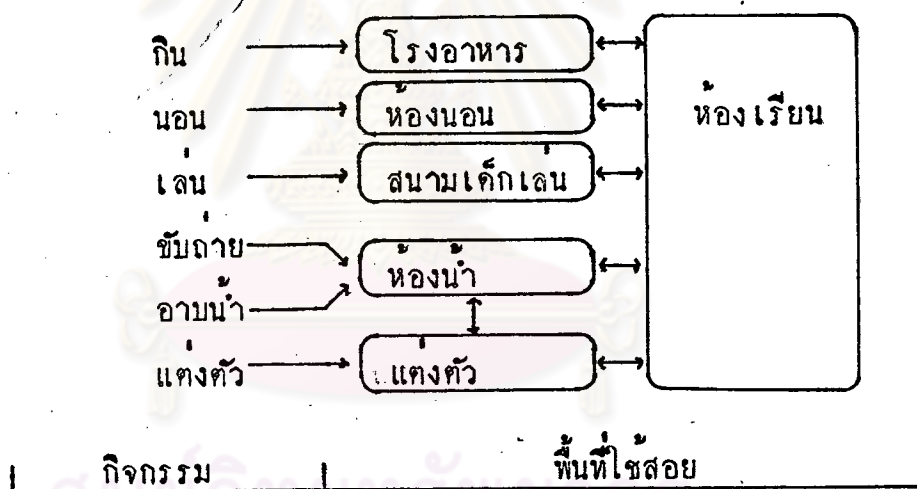 กิน โรงอาหาร
นอน ห้องนอน ห้องเรียน
เล่น สนามเด็กเล่น
ขับถ่าย
ห้องน้ำ
อาบน้ำ
แต่งตัว แต่งตัว
กิจกรรม พื้นที่ใช้สอย